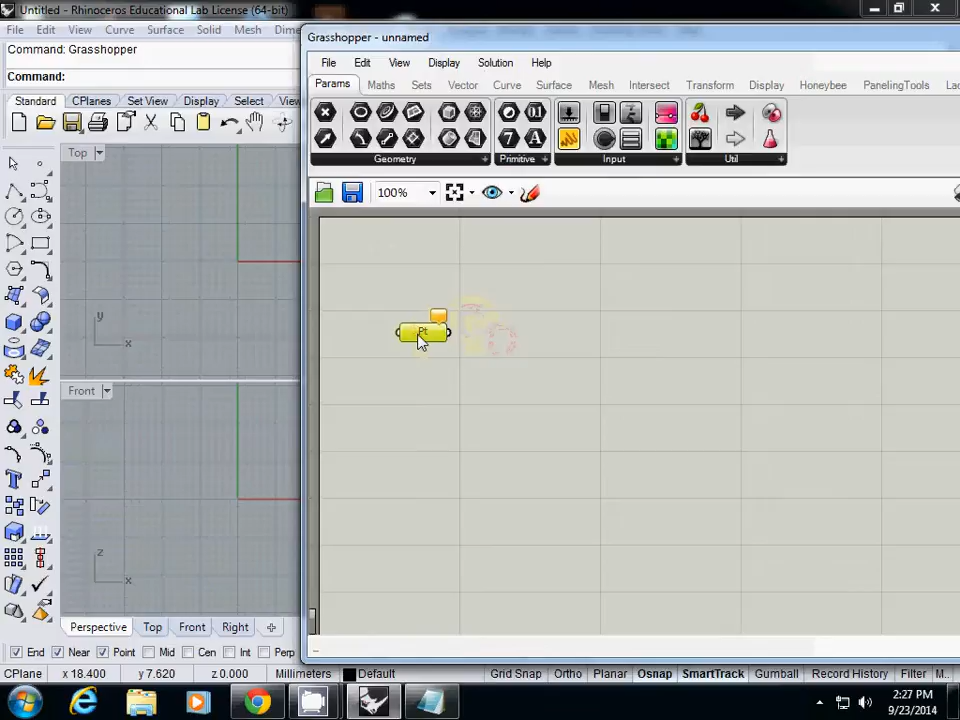 Untitled - Rhinoceros Educational Lab License (64-bit)
File Edit View Curve Surface Solid Mesh
Command: Grasshopper
Command:
Standard CPlanes Set View Display Select
Top
y
x
Front
z
x
Perspective Top Front Right
End Near Point Mid Cen Int Perp
CPlane x 18.400 y 7.620 z 0.000 Millimeters Default Grid Snap Ortho Planar Osnap SmartTrack Gumball Record History Filter M...
Grasshopper - unnamed
File Edit View Display Solution Help
Params Maths Sets Vector Curve Surface Mesh Intersect Transform Display Honeybee PanelingTools
Geometry Primitive Input Util
100%
Pt
2:27 PM
9/23/2014